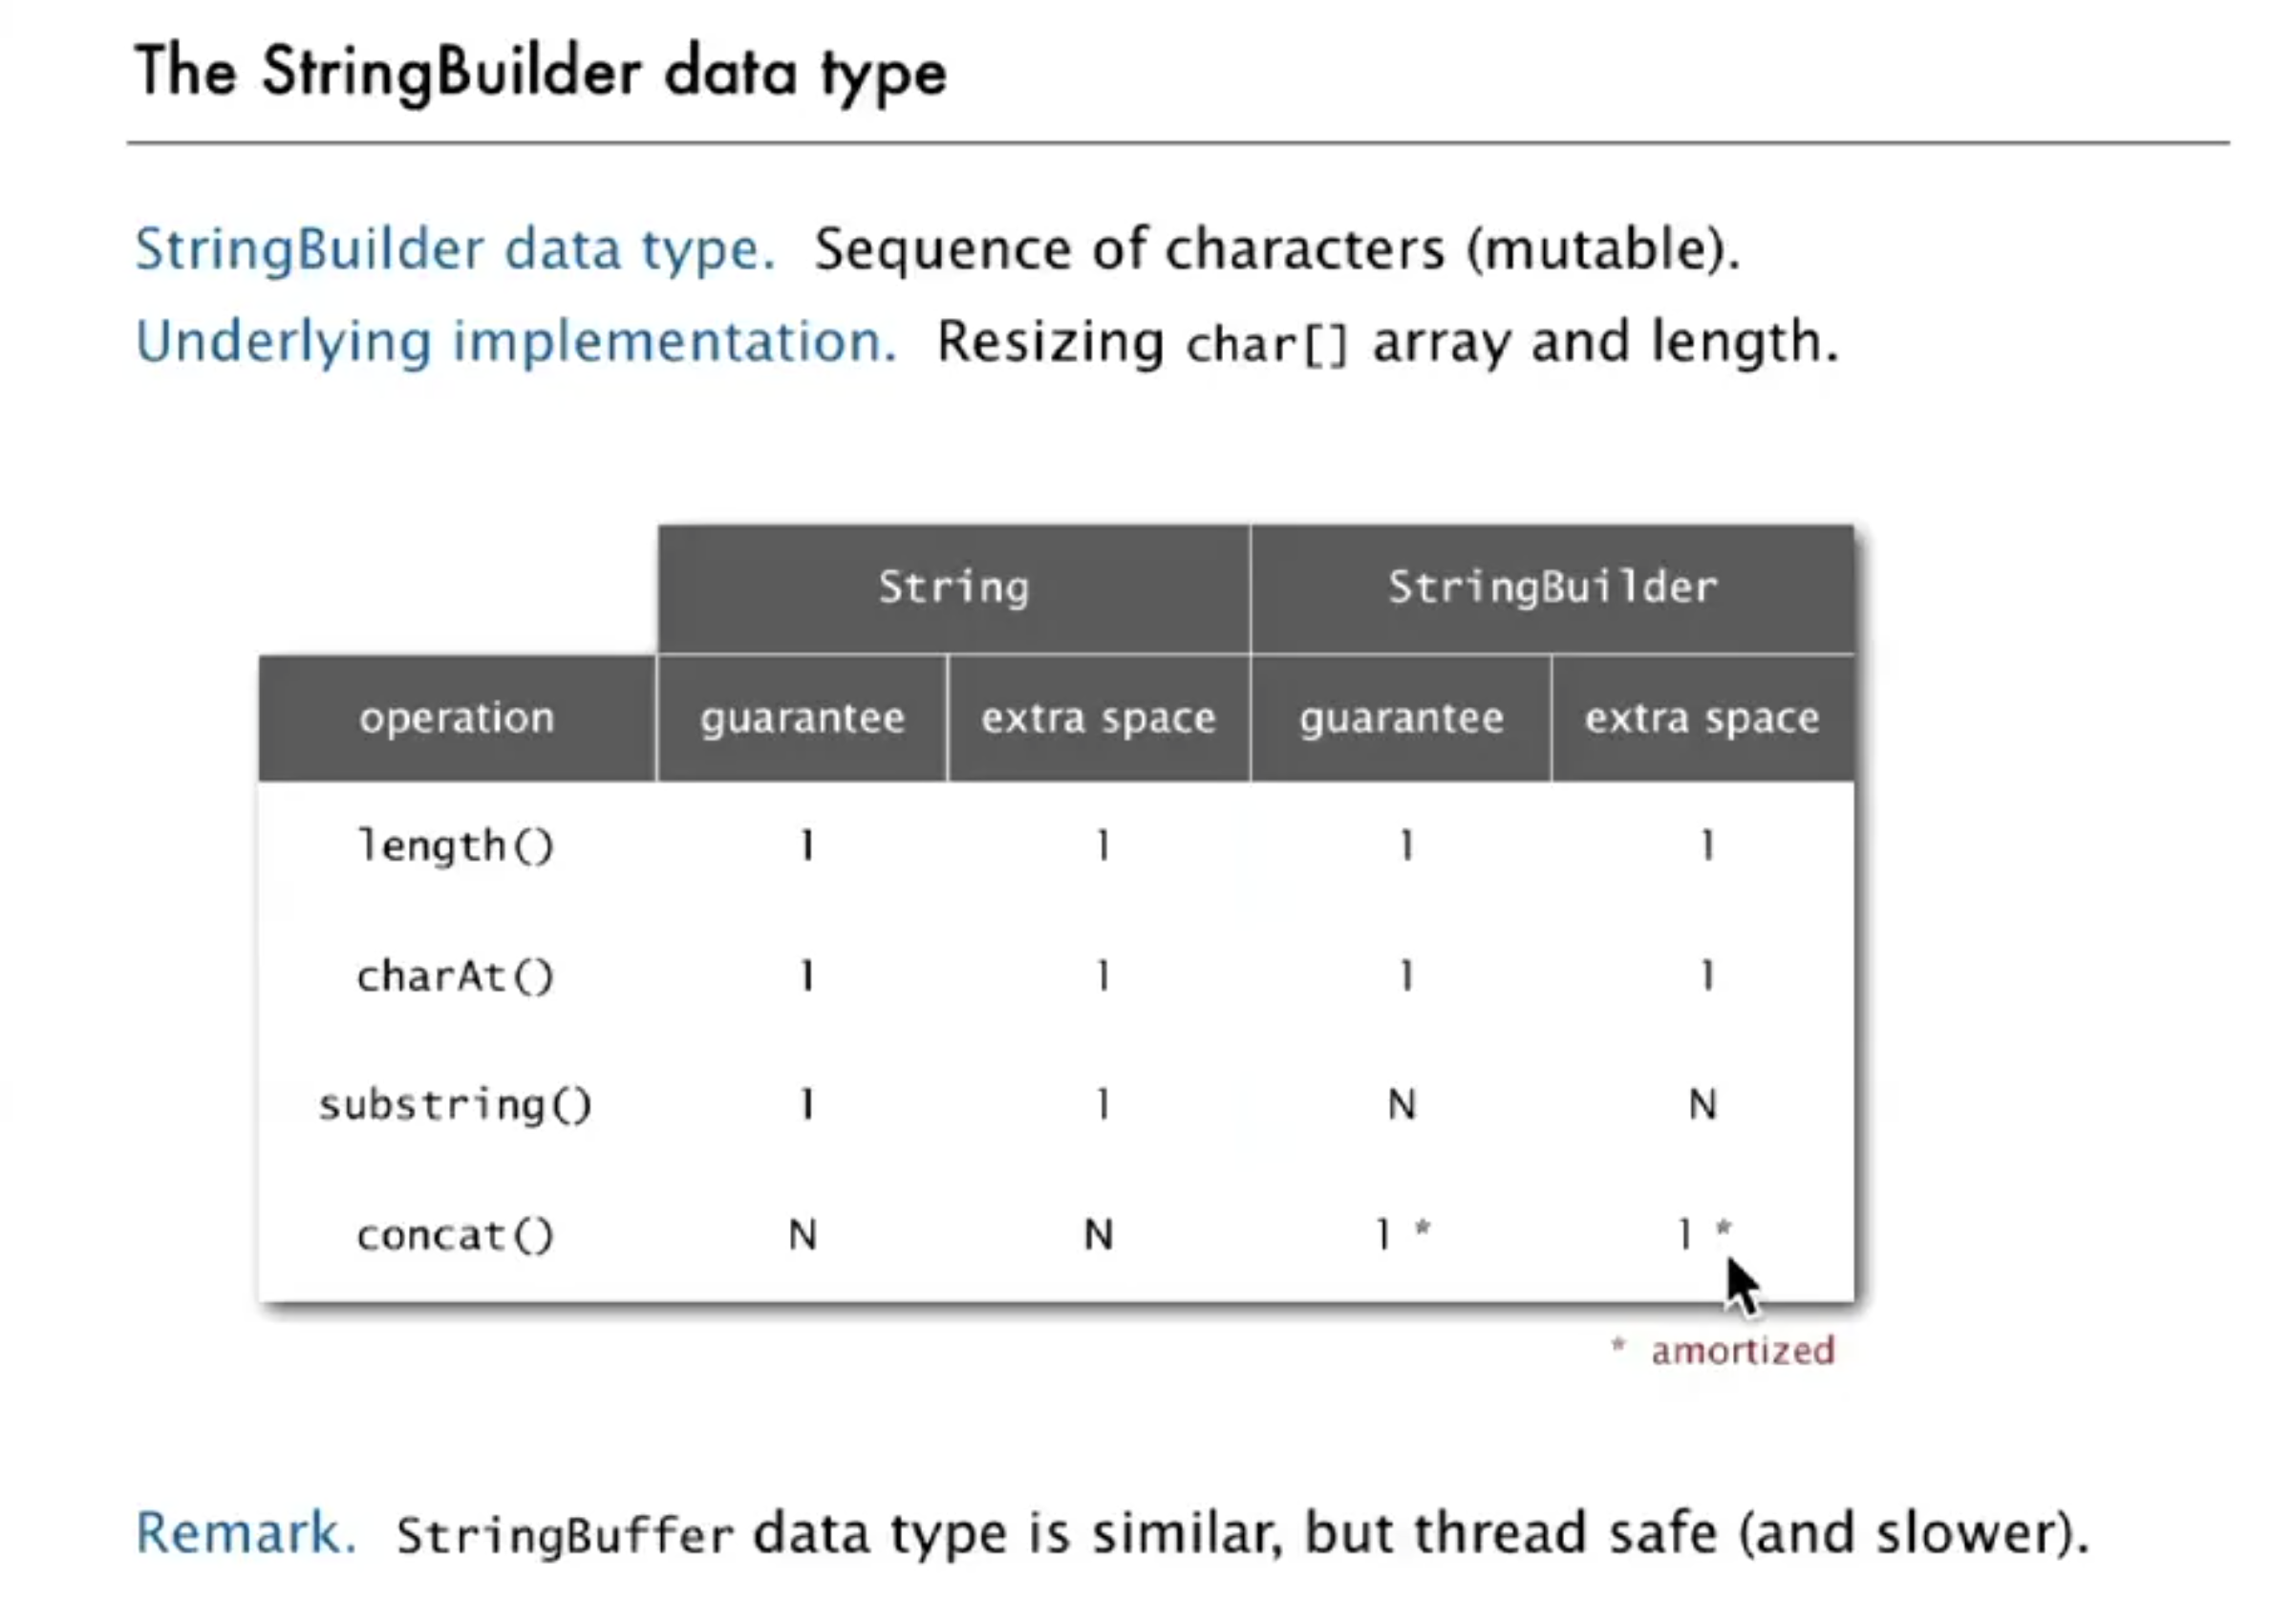 The StringBuilder data type
StringBuilder data type. Sequence of characters (mutable).
Underlying implementation. Resizing char[] array and length.
String StringBuilder
operation guarantee extra space guarantee extra space
length() 1 1 1 1
charAt() 1 1 1 1
substring() 1 1 N N
concat() N N 1 * 1 *
* amortized
Remark. StringBuffer data type is similar, but thread safe (and slower).